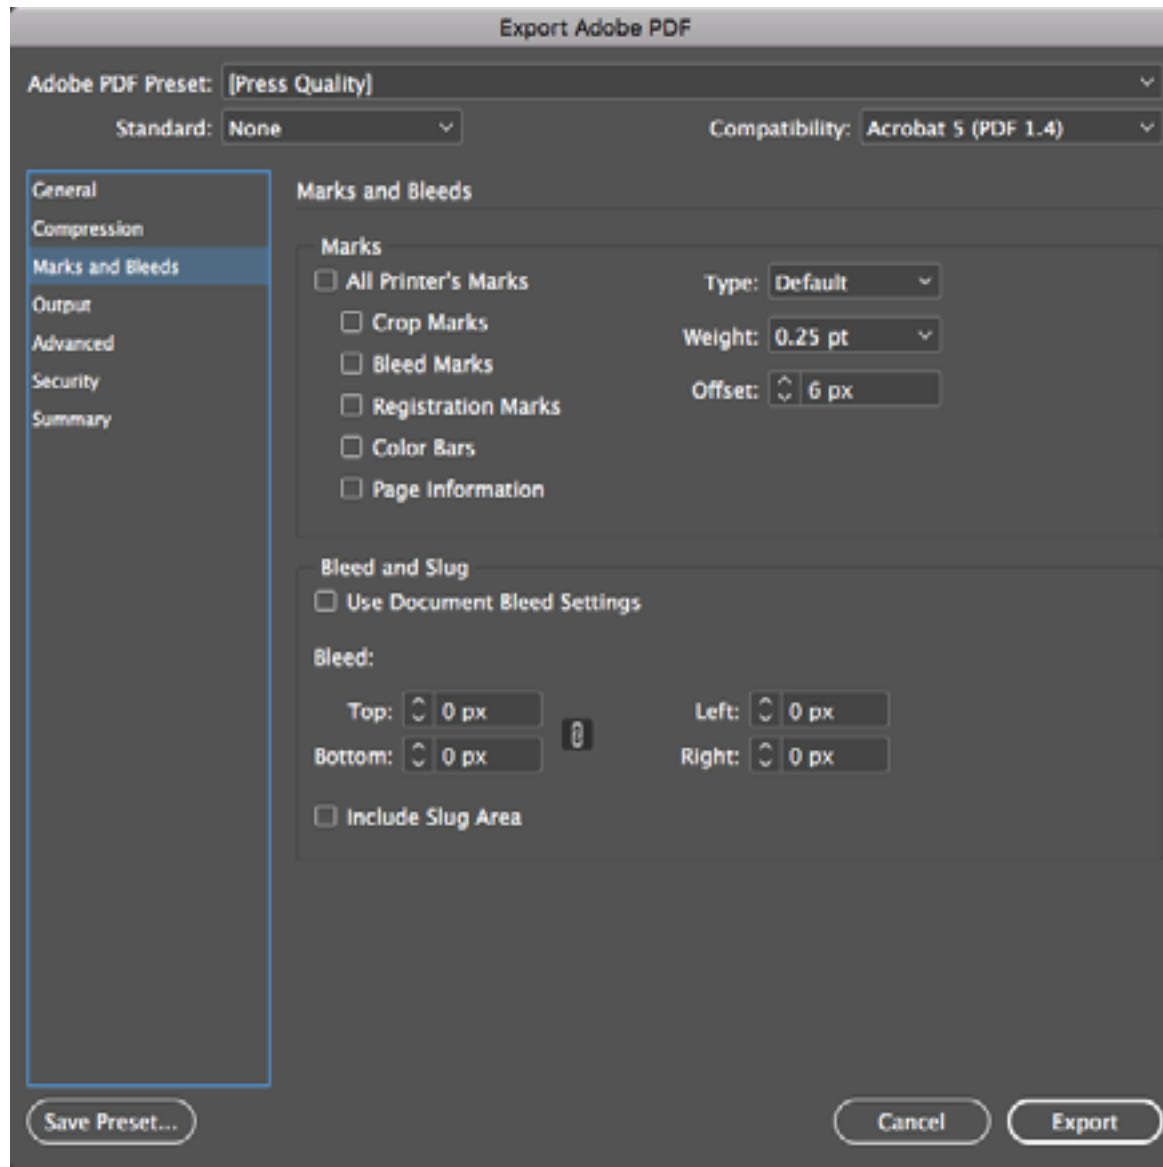 Export Adobe PDF
Adobe PDF Preset: [Press Quality]
Standard: None Compatibility: Acrobat 5 (PDF 1.4)
General
Compression
Marks and Bleeds
Output
Advanced
Security
Summary
Marks and Bleeds
Marks
All Printer's Marks
Crop Marks
Bleed Marks
Registration Marks
Color Bars
Page Information
Type: Default
Weight: 0.25 pt
Offset: 6 px
Bleed and Slug
Use Document Bleed Settings
Bleed:
Top: 0 px Left: 0 px
Bottom: 0 px Right: 0 px
Include Slug Area
Save Preset... Cancel Export